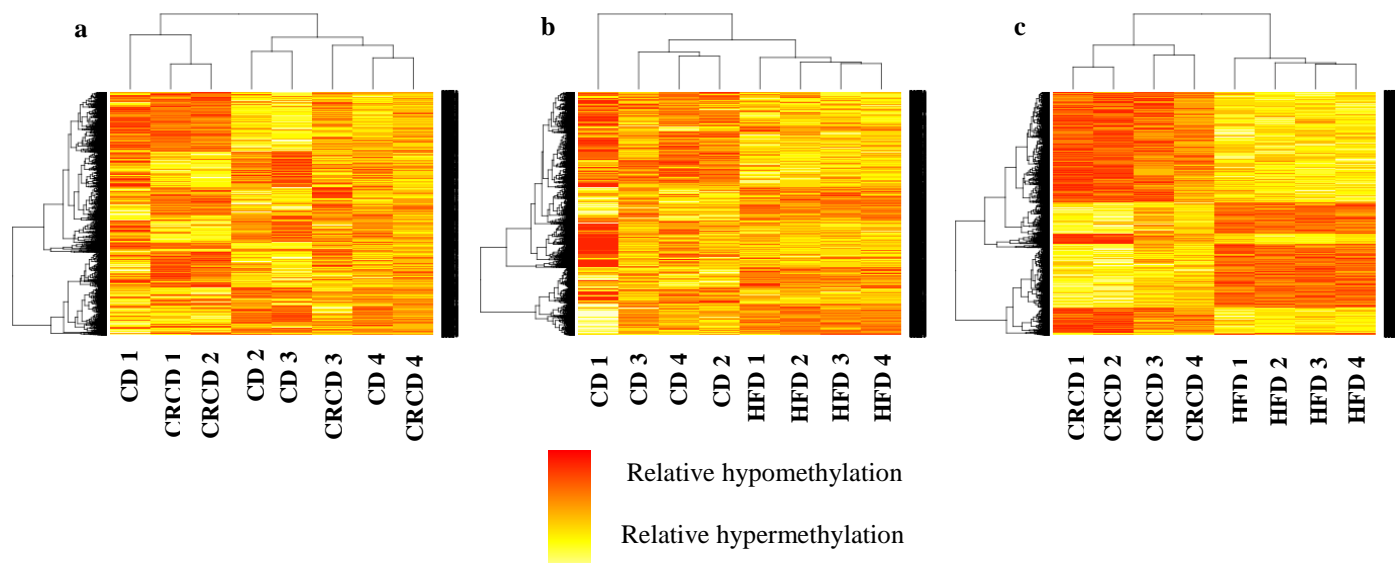 a
b
c
CD 1
CRCD 1
CRCD 2
CD 2
CD 3
CRCD 3
CD 4
CRCD 4
CD 1
CD 3
CD 4
CD 2
HFD 1
HFD 2
HFD 3
HFD 4
CRCD 1
CRCD 2
CRCD 3
CRCD 4
HFD 1
HFD 2
HFD 3
HFD 4
Relative hypomethylation
Relative hypermethylation